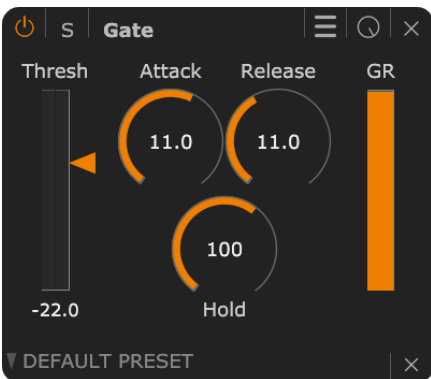 S Gate
Thresh Attack Release GR
11.0 11.0
100
-22.0 Hold
DEFAULT PRESET